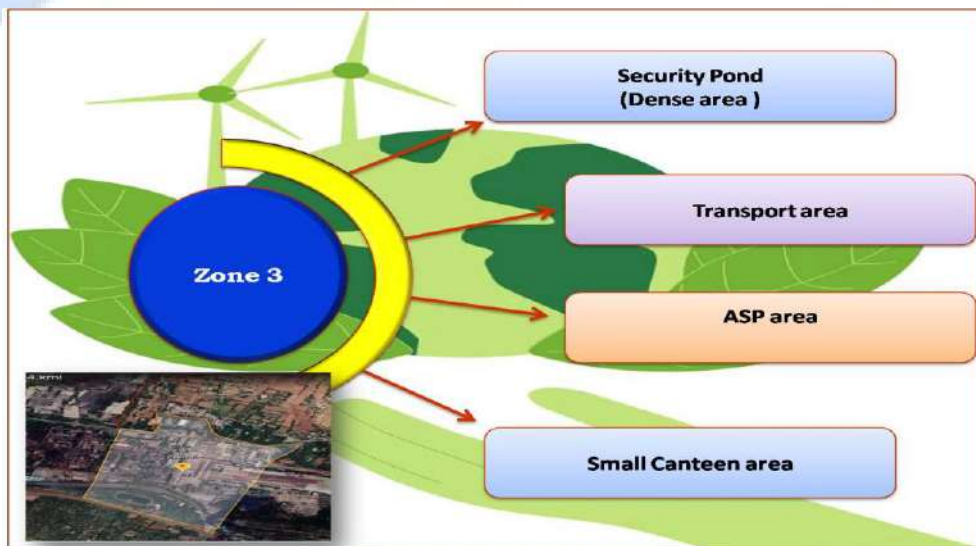 Security Pond
(Dense area )
Transport area
Zone 3
ASP area
Small Canteen area